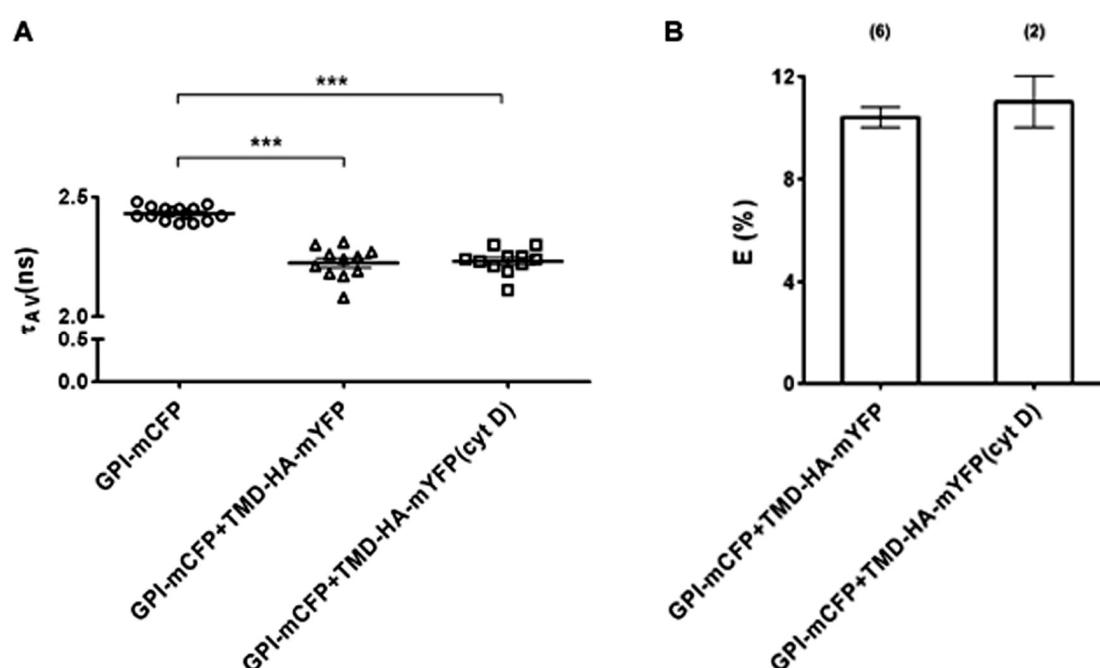 A
B
(6)
(2)
***
***
τAV(ns)
2.5
2.0
0.5
0.0
GPI-mCFP
GPI-mCFP+TMD-HA-mYFP
GPI-mCFP+TMD-HA-mYFP(cyt D)
E (%)
12
8
4
0
GPI-mCFP+TMD-HA-mYFP
GPI-mCFP+TMD-HA-mYFP(cyt D)